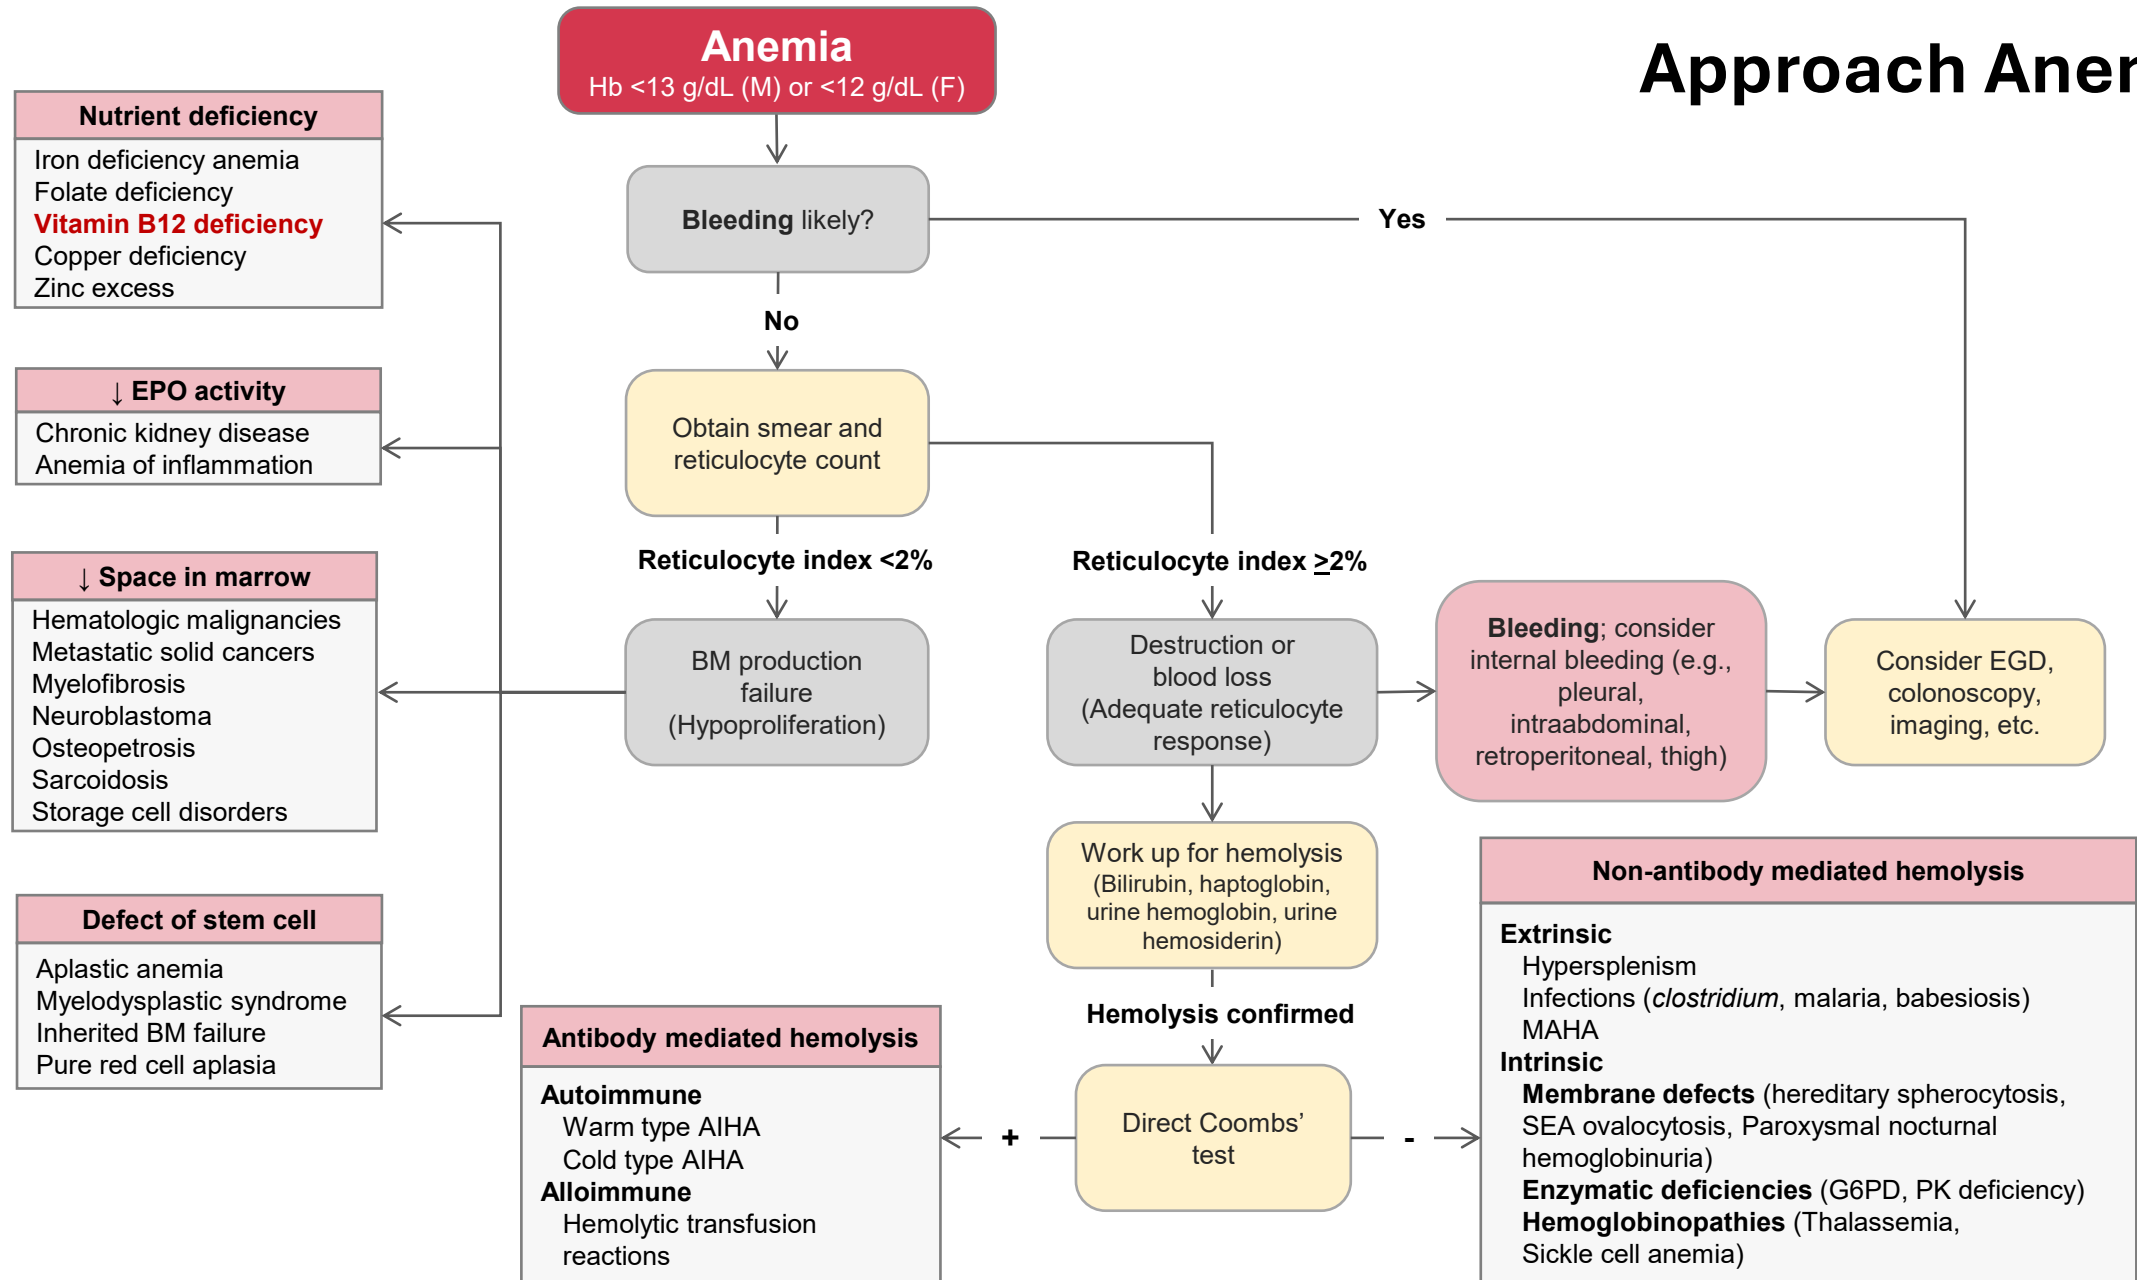 Approach Anem
Anemia
Hb <13 g/dL (M) or <12 g/dL (F)
Bleeding likely?
Yes
No
Obtain smear and
reticulocyte count
Reticulocyte index <2%
Reticulocyte index ≥2%
BM production
failure
(Hypoproliferation)
Destruction or
blood loss
(Adequate reticulocyte
response)
Bleeding; consider
internal bleeding (e.g.,
pleural,
intraabdominal,
retroperitoneal, thigh)
Consider EGD,
colonoscopy,
imaging, etc.
Nutrient deficiency
Iron deficiency anemia
Folate deficiency
Vitamin B12 deficiency
Copper deficiency
Zinc excess
↓ EPO activity
Chronic kidney disease
Anemia of inflammation
↓ Space in marrow
Hematologic malignancies
Metastatic solid cancers
Myelofibrosis
Neuroblastoma
Osteopetrosis
Sarcoidosis
Storage cell disorders
Defect of stem cell
Aplastic anemia
Myelodysplastic syndrome
Inherited BM failure
Pure red cell aplasia
Work up for hemolysis
(Bilirubin, haptoglobin,
urine hemoglobin, urine
hemosiderin)
Hemolysis confirmed
Direct Coombs’
test
+
-
Antibody mediated hemolysis
Autoimmune
Warm type AIHA
Cold type AIHA
Alloimmune
Hemolytic transfusion
reactions
Non-antibody mediated hemolysis
Extrinsic
Hypersplenism
Infections (clostridium, malaria, babesiosis)
MAHA
Intrinsic
Membrane defects (hereditary spherocytosis,
SEA ovalocytosis, Paroxysmal nocturnal
hemoglobinuria)
Enzymatic deficiencies (G6PD, PK deficiency)
Hemoglobinopathies (Thalassemia,
Sickle cell anemia)